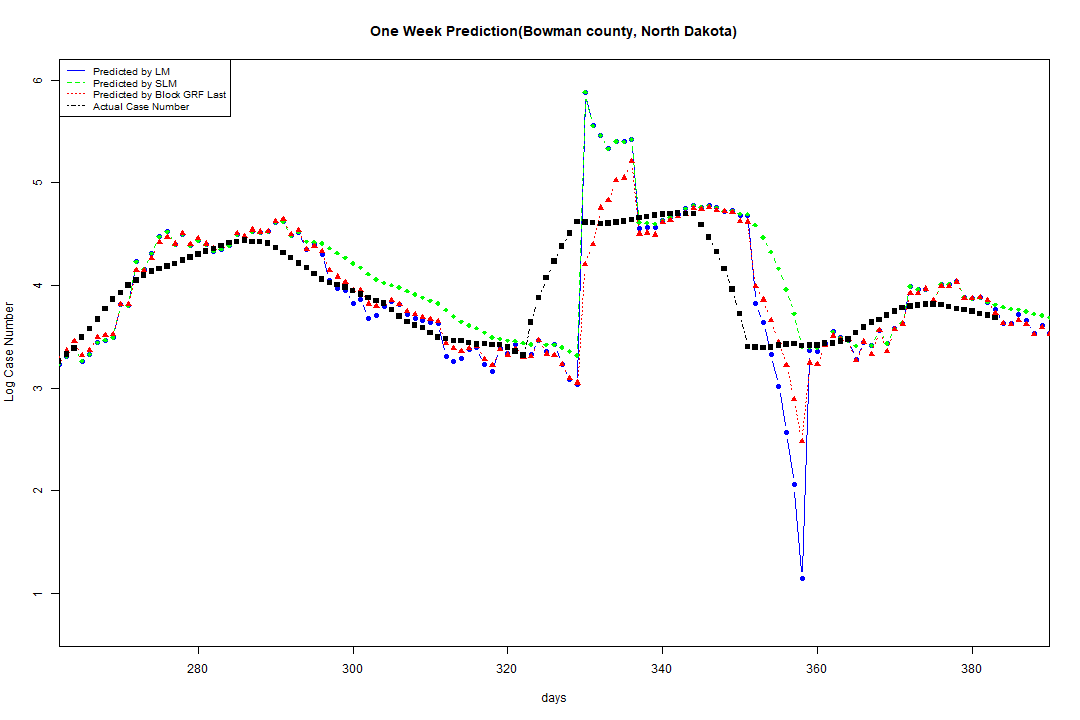 One Week Prediction(Bowman county, North Dakota)
Predicted by LM
Predicted by SLM
Predicted by Block GRF Last
Actual Case Number
6
5
4
3
2
1
Log Case Number
280 300 320 340 360 380
days